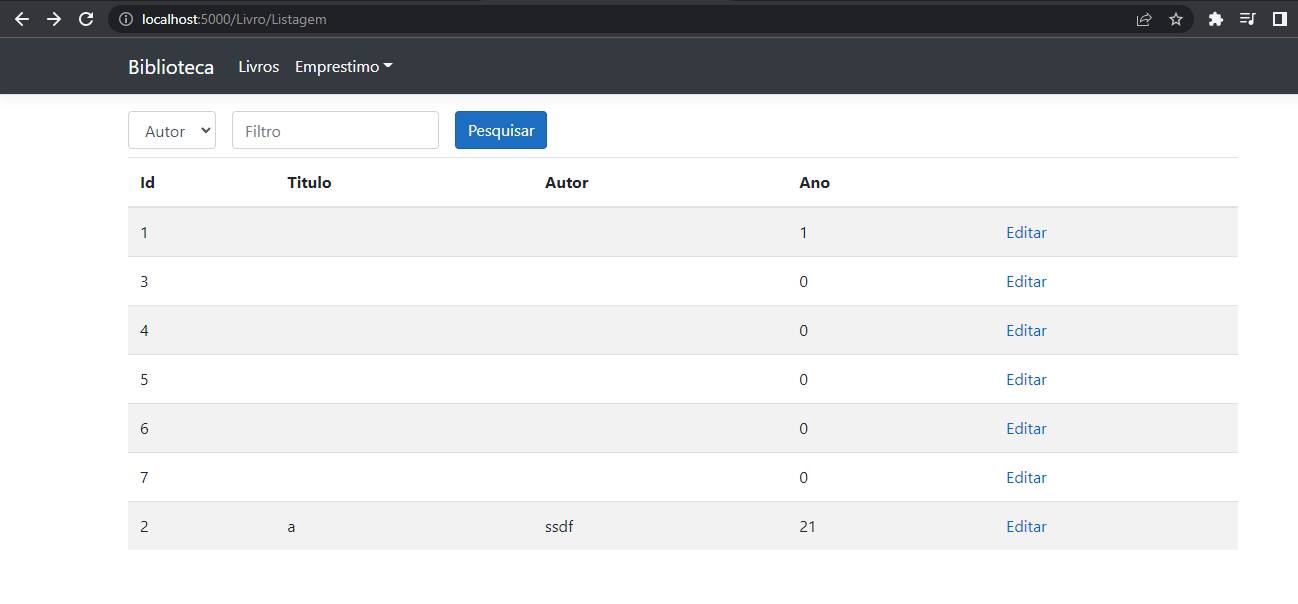 localhost:5000/Livro/Listagem
Biblioteca Livros Emprestimo
Autor Filtro Pesquisar
Id Titulo Autor Ano
1 1 Editar
3 0 Editar
4 0 Editar
5 0 Editar
6 0 Editar
7 0 Editar
2 a ssdf 21 Editar